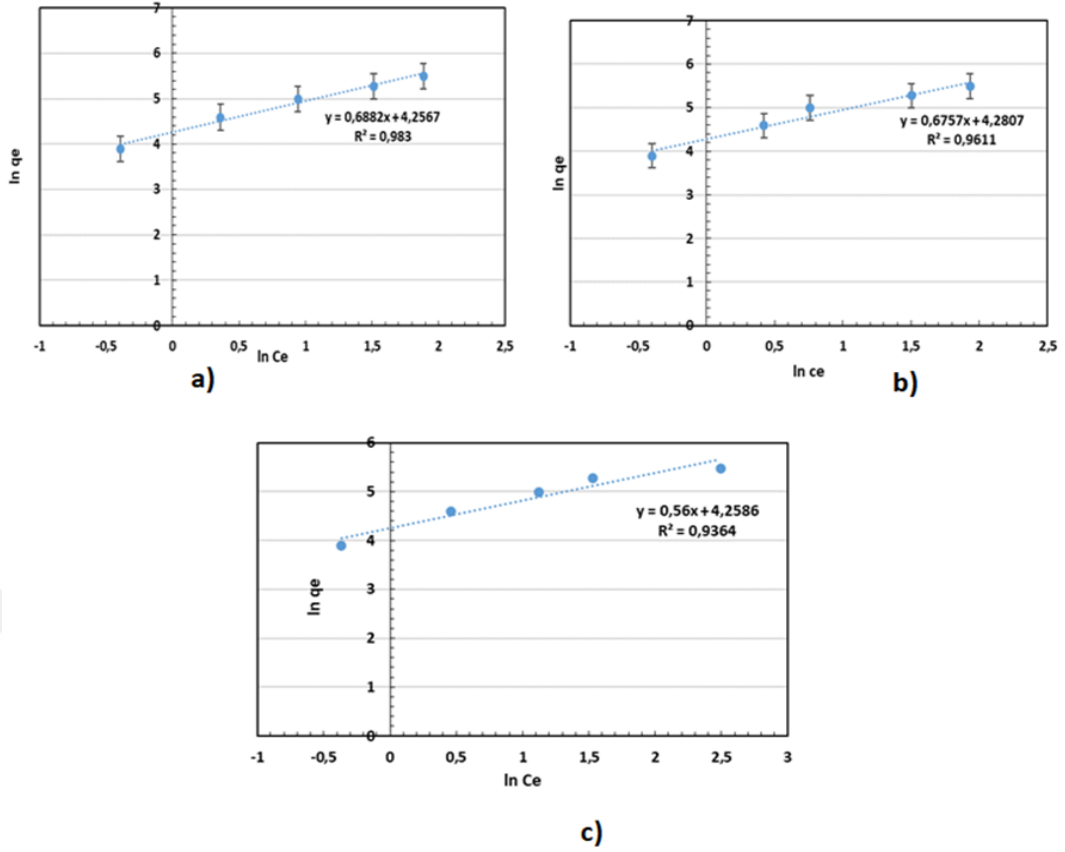 7
6
5
4
3
2
1
0
ln qe
y = 0,6882x+4,2567
R² = 0,983
-1 -0,5 0 0,5 1 1,5 2 2,5
ln Ce
a)
7
6
5
4
3
2
1
0
ln qe
y = 0,6757x+4,2807
R² = 0,9611
-1 -0,5 0 0,5 1 1,5 2 2,5
ln ce
b)
6
5
4
3
2
1
0
ln qe
y = 0,56x+4,2586
R² = 0,9364
-1 -0,5 0 0,5 1 1,5 2 2,5 3
ln Ce
c)